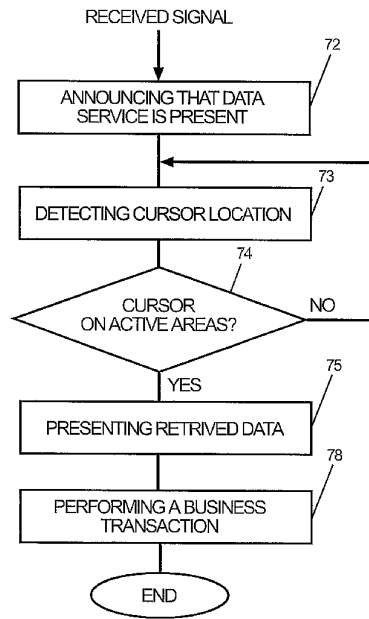 RECEIVED SIGNAL
72
ANNOUNCING THAT DATA
SERVICE IS PRESENT
73
DETECTING CURSOR LOCATION
74
CURSOR
ON ACTIVE AREAS?
NO
YES
75
PRESENTING RETRIVED DATA
78
PERFORMING A BUSINESS
TRANSACTION
END